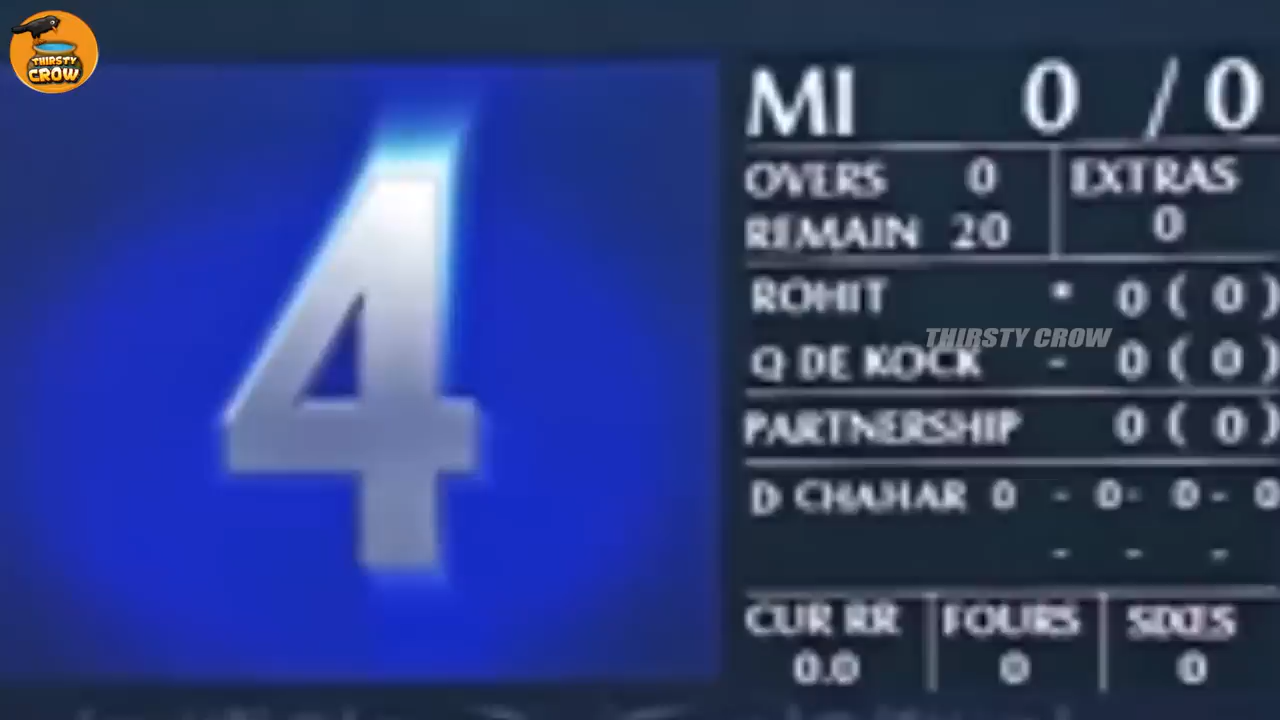 THIRSTY
CROW
4
MI 0 / 0
OVERS 0 EXTRAS
REMAIN 20 0
ROHIT * 0 ( 0 )
THIRSTY CROW
Q DE KOCK - 0 ( 0 )
PARTNERSHIP 0 ( 0 )
D CHAHAR 0 - 0 - 0 - 0
- - -
CUR RR FOURS SIXES
0.0 0 0